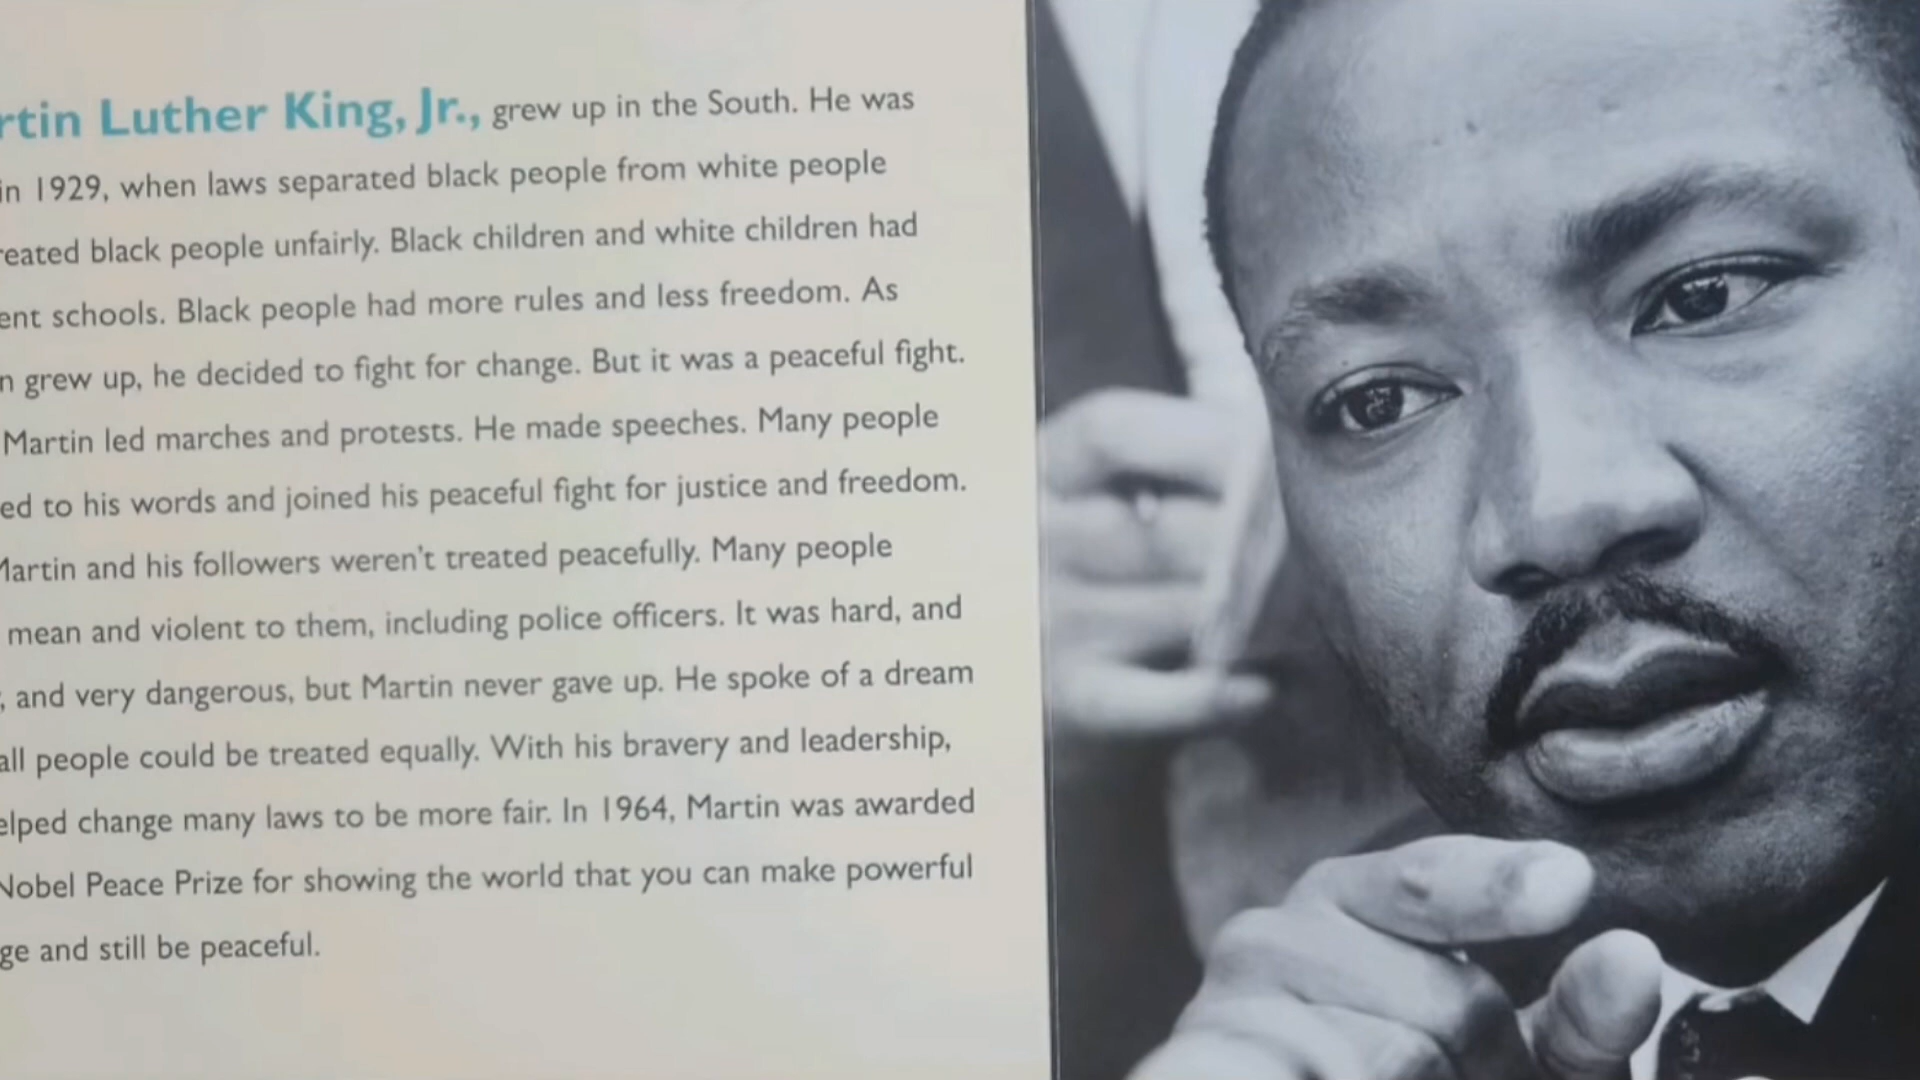 rtin Luther King, Jr., grew up in the South. He was
in 1929, when laws separated black people from white people
reated black people unfairly. Black children and white children had
ent schools. Black people had more rules and less freedom. As
n grew up, he decided to fight for change. But it was a peaceful fight.
Martin led marches and protests. He made speeches. Many people
ed to his words and joined his peaceful fight for justice and freedom.
Martin and his followers weren't treated peacefully. Many people
mean and violent to them, including police officers. It was hard, and
, and very dangerous, but Martin never gave up. He spoke of a dream
all people could be treated equally. With his bravery and leadership,
elped change many laws to be more fair. In 1964, Martin was awarded
Nobel Peace Prize for showing the world that you can make powerful
ge and still be peaceful.